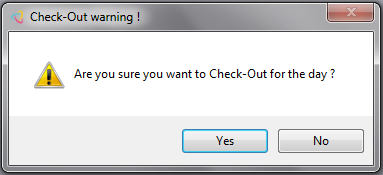 Check-Out warning !
Are you sure you want to Check-Out for the day ?
Yes
No